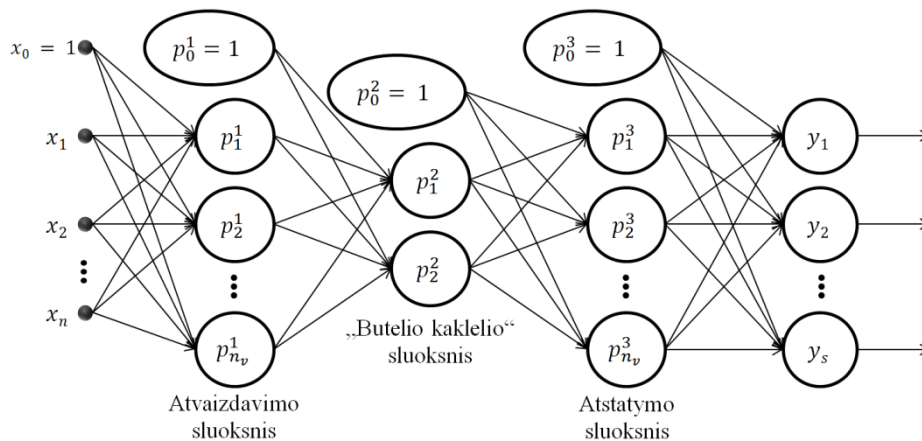 x₀ = 1
x₁
x₂
xₙ
p₀¹ = 1
p₁¹
p₂¹
p¹ₙᵥ
Atvaizdavimo
sluoksnis
p₀² = 1
p₁²
p₂²
„Butelio kaklelio“
sluoksnis
p₀³ = 1
p₁³
p₂³
p³ₙᵥ
Atstatymo
sluoksnis
y₁
y₂
yₛ